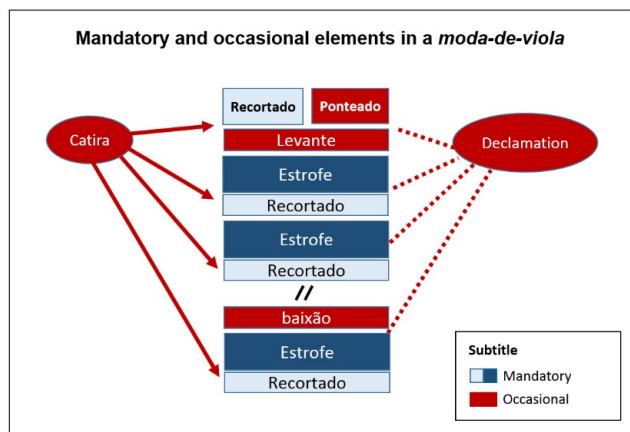 Mandatory and occasional elements in a moda-de-viola
Recortado
Ponteado
Catira
Levante
Declamation
Estrofe
Recortado
Estrofe
Recortado
//
baixão
Estrofe
Recortado
Subtitle
Mandatory
Occasional